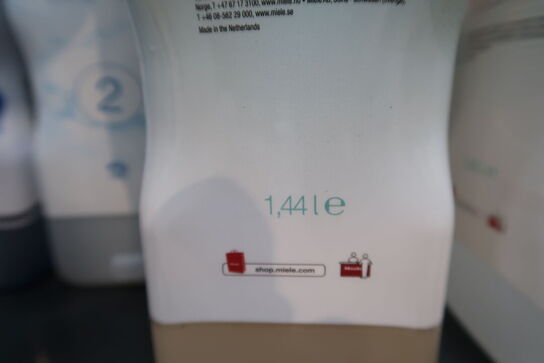 Norge, T +47 67 17 3100, www.miele.no
T +46 08-562 29 000, www.miele.se
Made in the Netherlands
2
1,44 l e
shop.miele.com
Miele